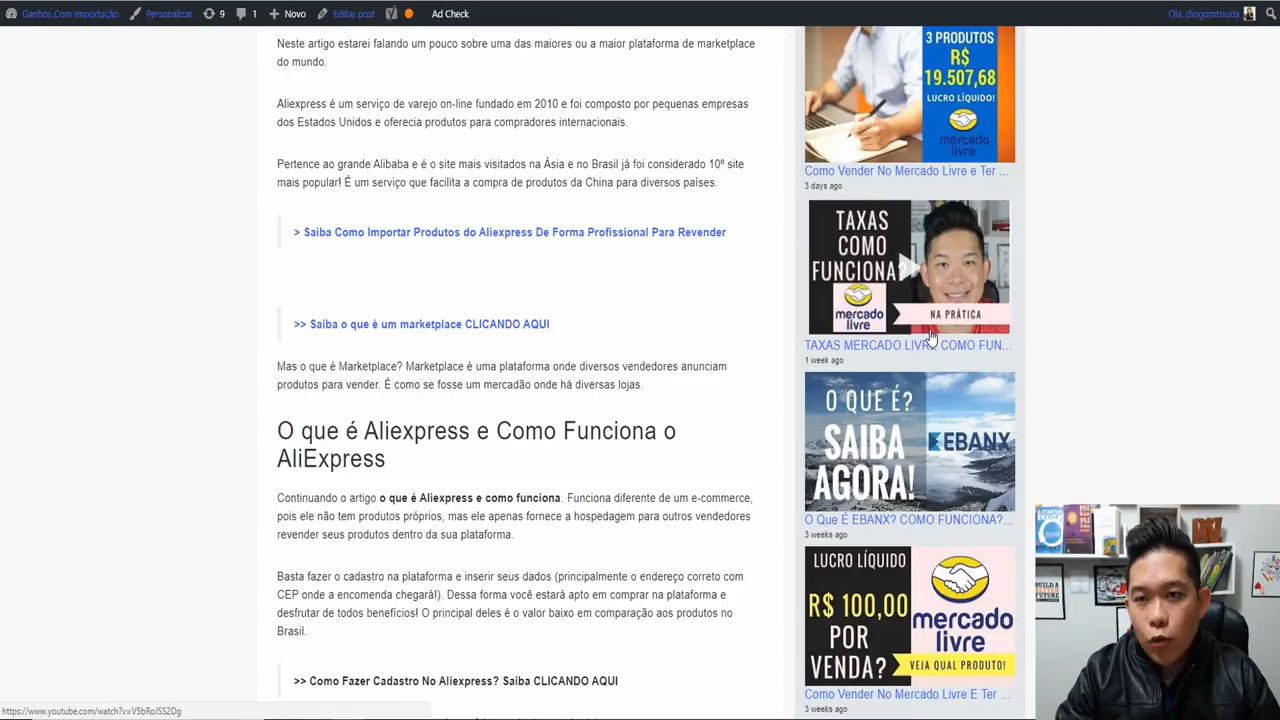 Ganhos Com Importação Personalizar 9 1 Novo Editar post Ad Check Olá, diogomtisuda
Neste artigo estarei falando um pouco sobre uma das maiores ou a maior plataforma de marketplace
do mundo.
Aliexpress é um serviço de varejo on-line fundado em 2010 e foi composto por pequenas empresas
dos Estados Unidos e oferecia produtos para compradores internacionais.
Pertence ao grande Alibaba e é o site mais visitados na Ásia e no Brasil já foi considerado 10º site
mais popular! É um serviço que facilita a compra de produtos da China para diversos países.
> Saiba Como Importar Produtos do Aliexpress De Forma Profissional Para Revender
>> Saiba o que é um marketplace CLICANDO AQUI
Mas o que é Marketplace? Marketplace é uma plataforma onde diversos vendedores anunciam
produtos para vender. É como se fosse um mercadão onde há diversas lojas.
O que é Aliexpress e Como Funciona o
AliExpress
Continuando o artigo o que é Aliexpress e como funciona. Funciona diferente de um e-commerce,
pois ele não tem produtos próprios, mas ele apenas fornece a hospedagem para outros vendedores
revender seus produtos dentro da sua plataforma.
Basta fazer o cadastro na plataforma e inserir seus dados (principalmente o endereço correto com
CEP onde a encomenda chegará!). Dessa forma você estará apto em comprar na plataforma e
desfrutar de todos benefícios! O principal deles é o valor baixo em comparação aos produtos no
Brasil.
>> Como Fazer Cadastro No Aliexpress? Saiba CLICANDO AQUI
3 PRODUTOS
R$
19.507,68
LUCRO LÍQUIDO!
mercado
livre
Como Vender No Mercado Livre e Ter ...
3 days ago
TAXAS
COMO
FUNCIONA?
mercado
livre
NA PRÁTICA
TAXAS MERCADO LIVRE COMO FUN...
1 week ago
O QUE É?
SAIBA
AGORA!
EBANX
O Que É EBANX? COMO FUNCIONA?...
3 weeks ago
LUCRO LÍQUIDO
R$ 100,00
POR
VENDA?
mercado
livre
VEJA QUAL PRODUTO!
Como Vender No Mercado Livre E Ter ...
3 weeks ago
https://www.youtube.com/watch?v=V5bRoJSS2Dg